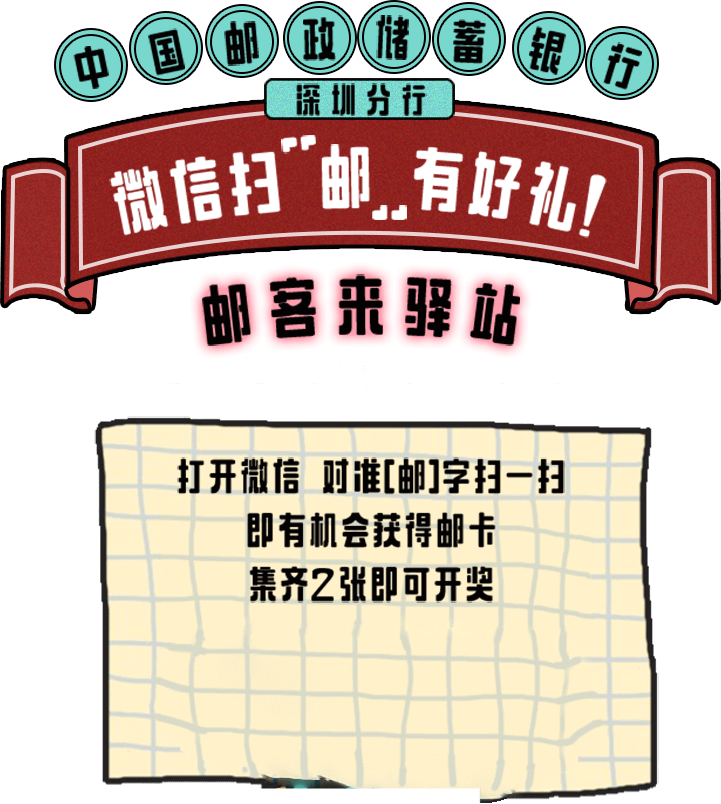 中国邮政储蓄银行
深圳分行
微信扫“邮”有好礼!
邮客来驿站
打开微信 对准[邮]字扫一扫
即有机会获得邮卡
集齐2张即可开奖